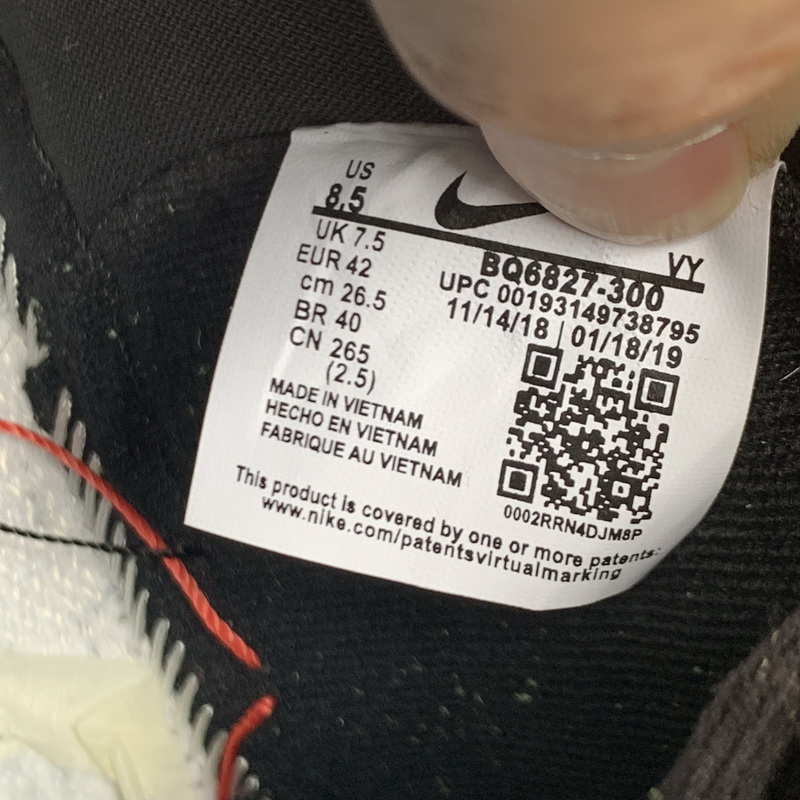 US
8.5
UK 7.5
EUR 42
cm 26.5
BR 40
CN 265
(2.5)
MADE IN VIETNAM
HECHO EN VIETNAM
FABRIQUE AU VIETNAM
VY
BQ6827-300
UPC 00193149738795
11/14/18 | 01/18/19
0002RRN4DJM8P
This product is covered by one or more patents:
www.nike.com/patentsvirtualmarking